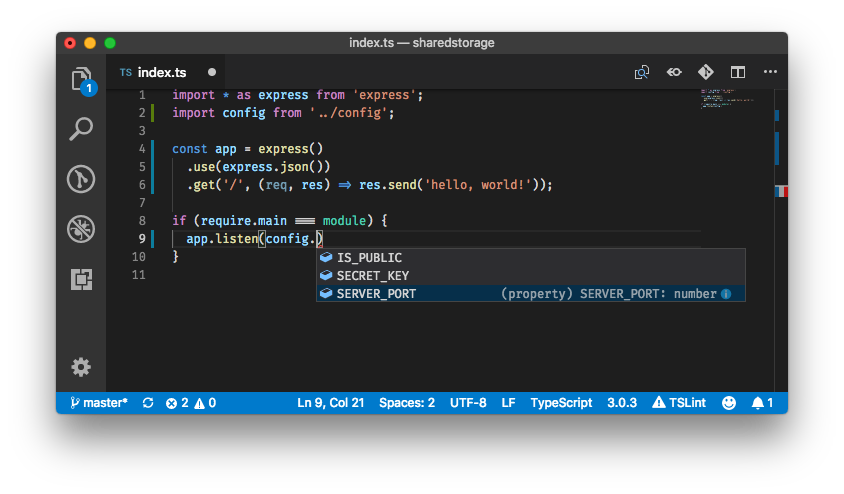 index.ts — sharedstorage
1
TS index.ts
1 import * as express from 'express';
2 import config from '../config';
3
4 const app = express()
5 .use(express.json())
6 .get('/', (req, res) => res.send('hello, world!'));
7
8 if (require.main === module) {
9 app.listen(config.)
10 }
11
IS_PUBLIC
SECRET_KEY
SERVER_PORT (property) SERVER_PORT: number
master* 2 0 Ln 9, Col 21 Spaces: 2 UTF-8 LF TypeScript 3.0.3 TSLint 1